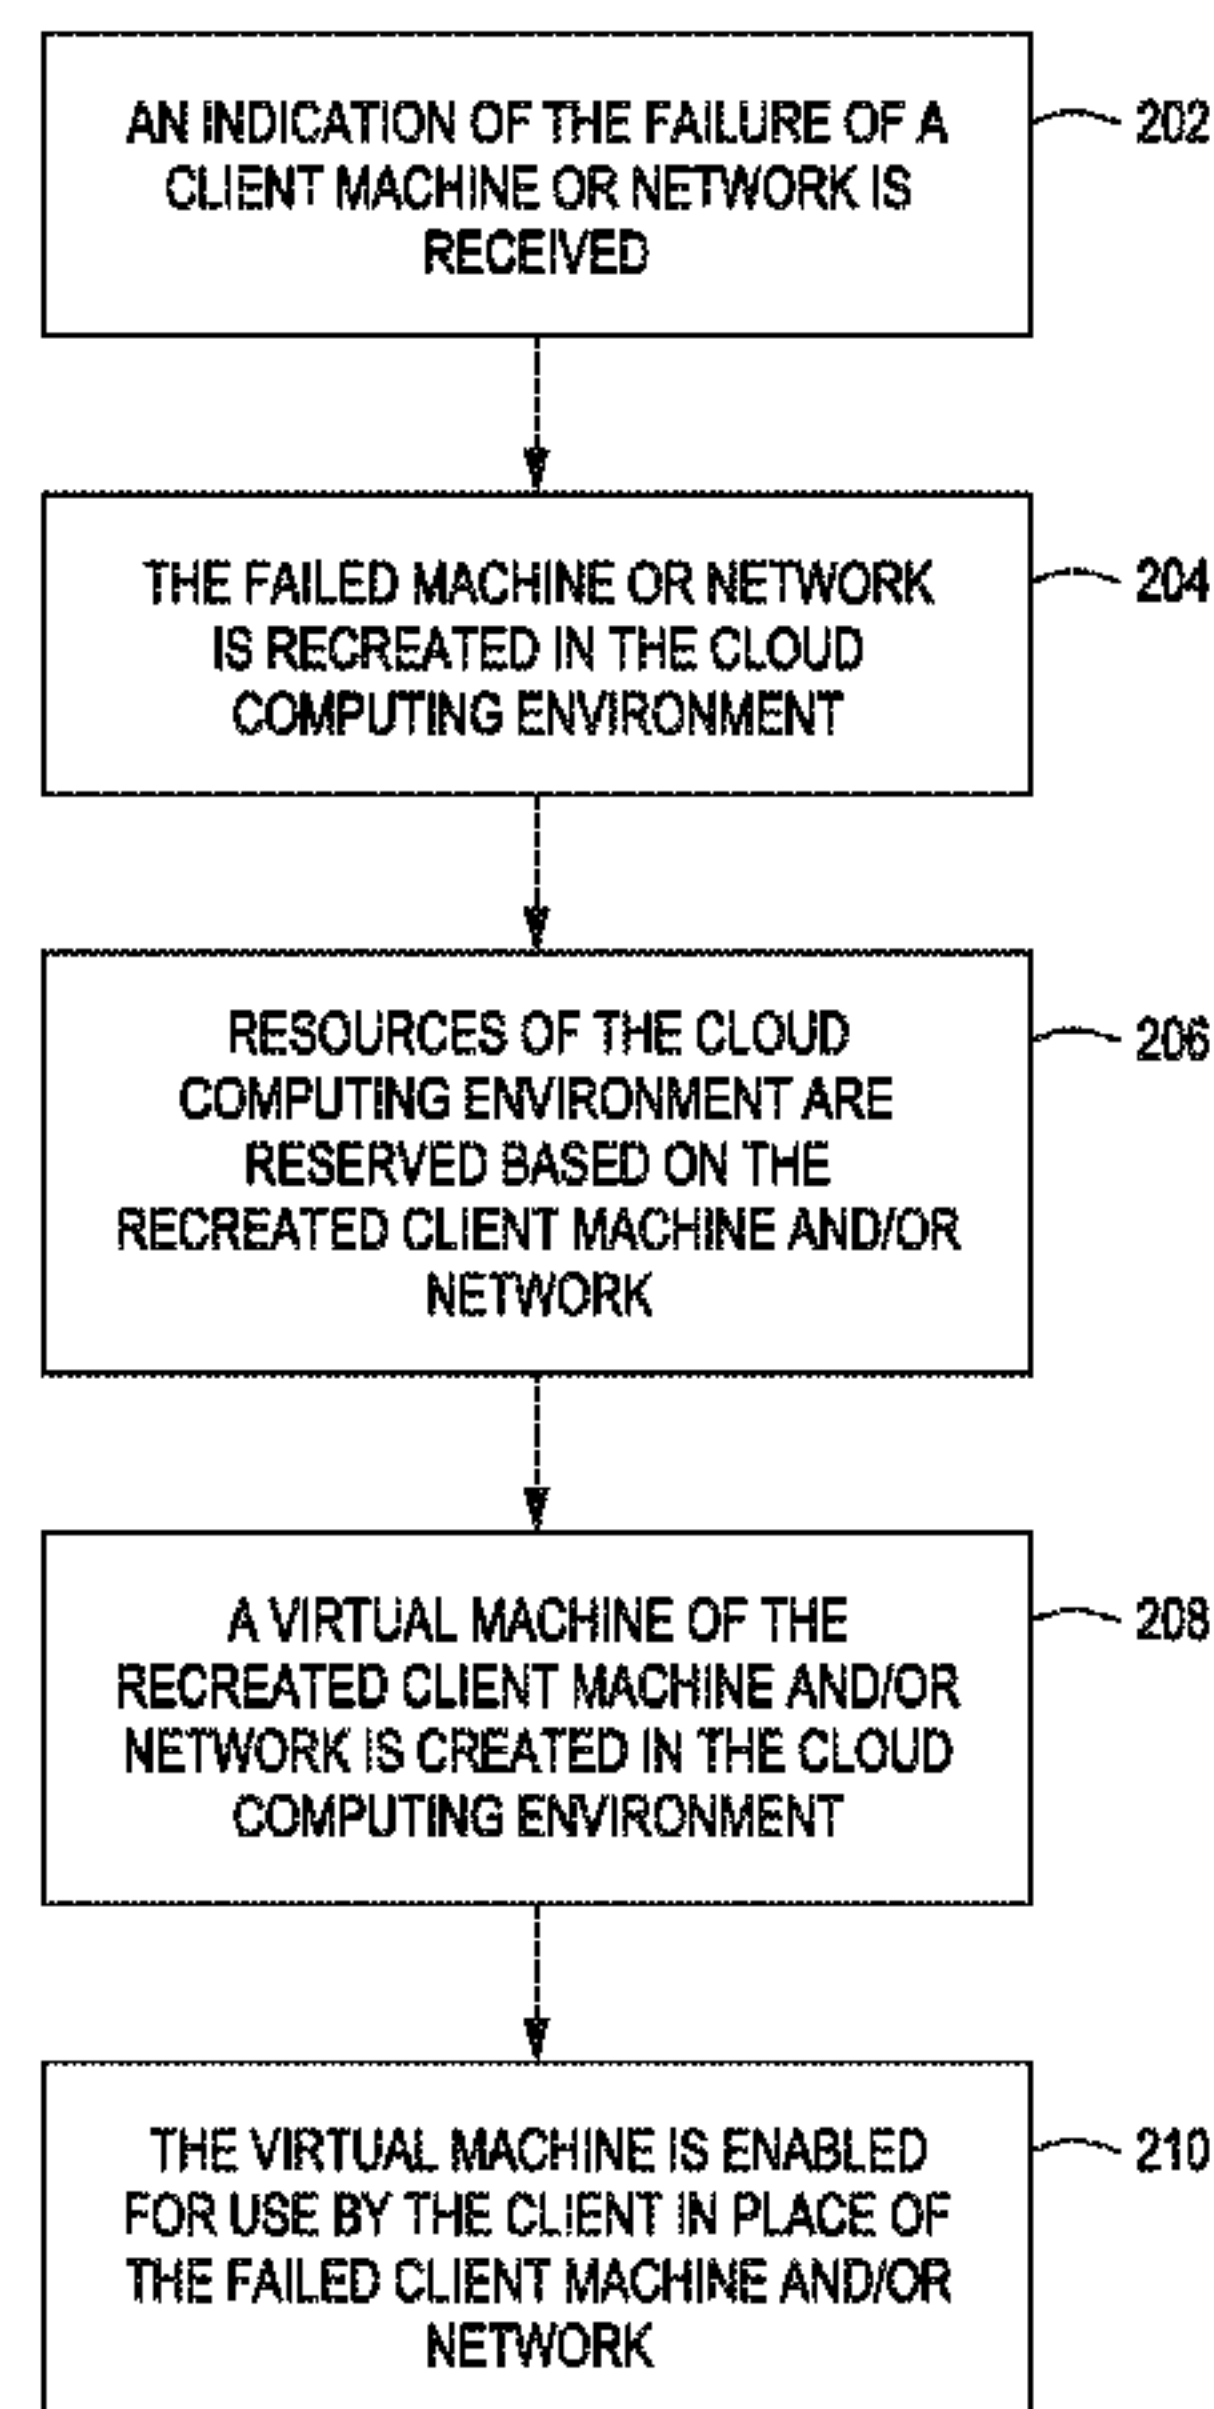 AN INDICATION OF THE FAILURE OF A
CLIENT MACHINE OR NETWORK IS
RECEIVED
202
THE FAILED MACHINE OR NETWORK
IS RECREATED IN THE CLOUD
COMPUTING ENVIRONMENT
204
RESOURCES OF THE CLOUD
COMPUTING ENVIRONMENT ARE
RESERVED BASED ON THE
RECREATED CLIENT MACHINE AND/OR
NETWORK
206
A VIRTUAL MACHINE OF THE
RECREATED CLIENT MACHINE AND/OR
NETWORK IS CREATED IN THE CLOUD
COMPUTING ENVIRONMENT
208
THE VIRTUAL MACHINE IS ENABLED
FOR USE BY THE CLIENT IN PLACE OF
THE FAILED CLIENT MACHINE AND/OR
NETWORK
210